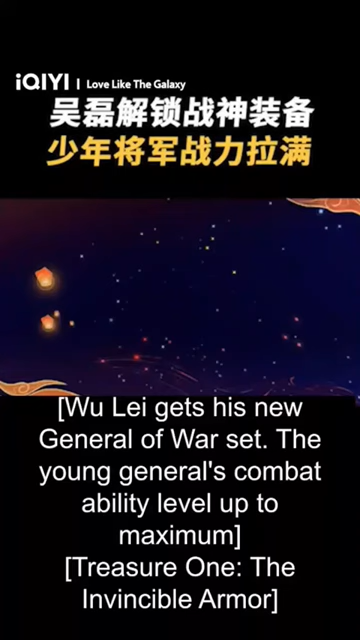 iQIYI | Love Like The Galaxy
吴磊解锁战神装备
少年将军战力拉满
[Wu Lei gets his new
General of War set. The
young general's combat
ability level up to
maximum]
[Treasure One: The
Invincible Armor]